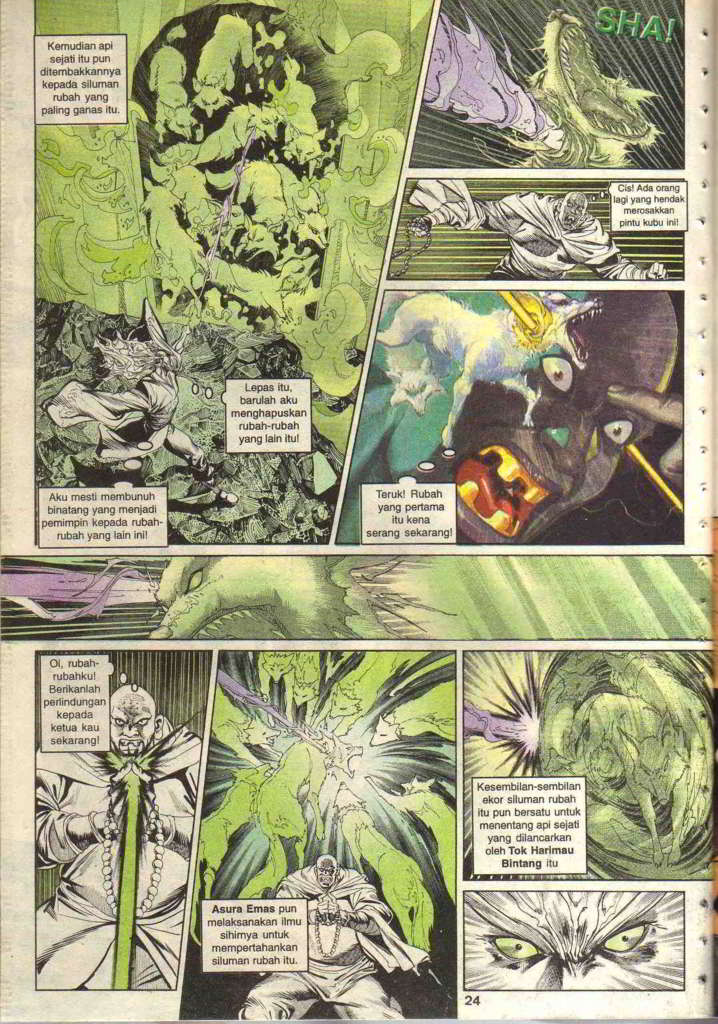 Kemudian api
sejati itu pun
ditembakkannya
kepada siluman
rubah yang
paling ganas itu.
SHA!
Cis! Ada orang
lagi yang hendak
merosakkan
pintu kubu ini!
Lepas itu,
barulah aku
menghapuskan
rubah-rubah
yang lain itu!
Aku mesti membunuh
binatang yang menjadi
pemimpin kepada rubah-
rubah yang lain ini!
Teruk! Rubah
yang pertama
itu kena
serang sekarang!
Oi, rubah-
rubahku!
Berikanlah
perlindungan
kepada
ketua kau
sekarang!
Asura Emas pun
melaksanakan ilmu
sihirnya untuk
mempertahankan
siluman rubah itu.
Kesembilan-sembilan
ekor siluman rubah
itu pun bersatu untuk
menentang api sejati
yang dilancarkan
oleh Tok Harimau
Bintang itu
24